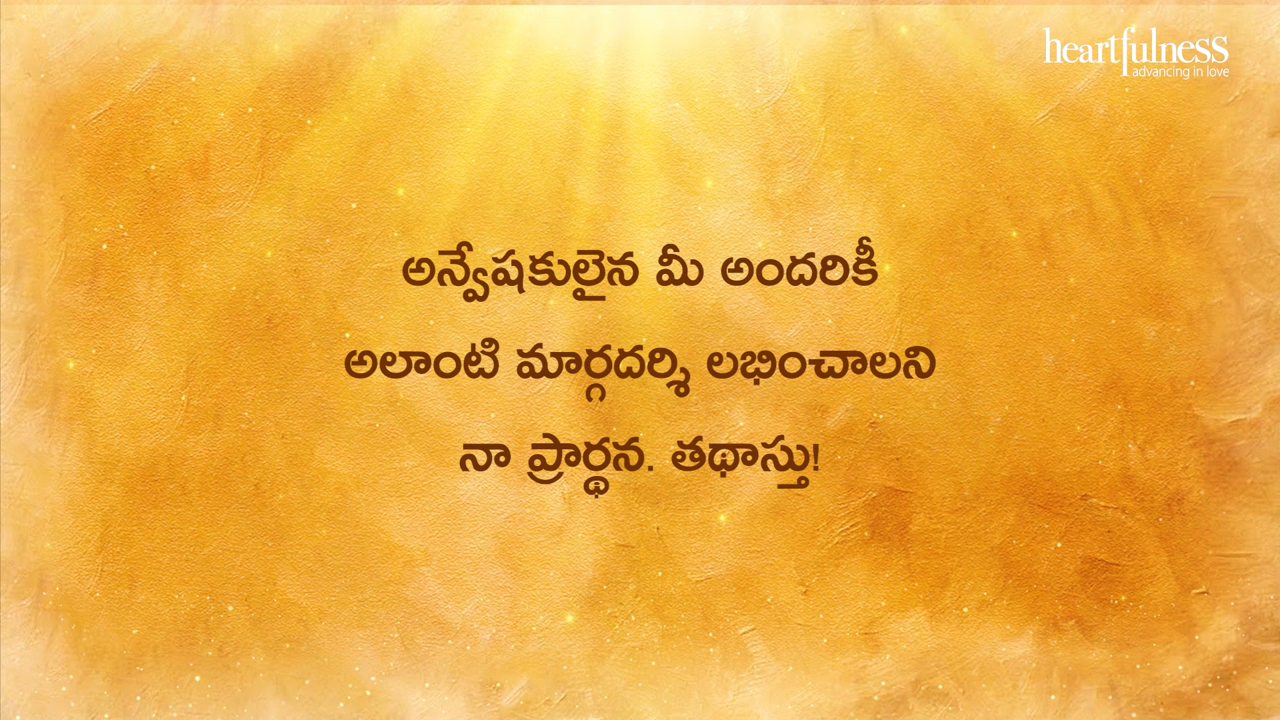 heartfulness
advancing in love
అన్వేషకులైన మీ అందరికీ
అలాంటి మార్గదర్శి లభించాలని
నా ప్రార్థన. తథాస్తు!